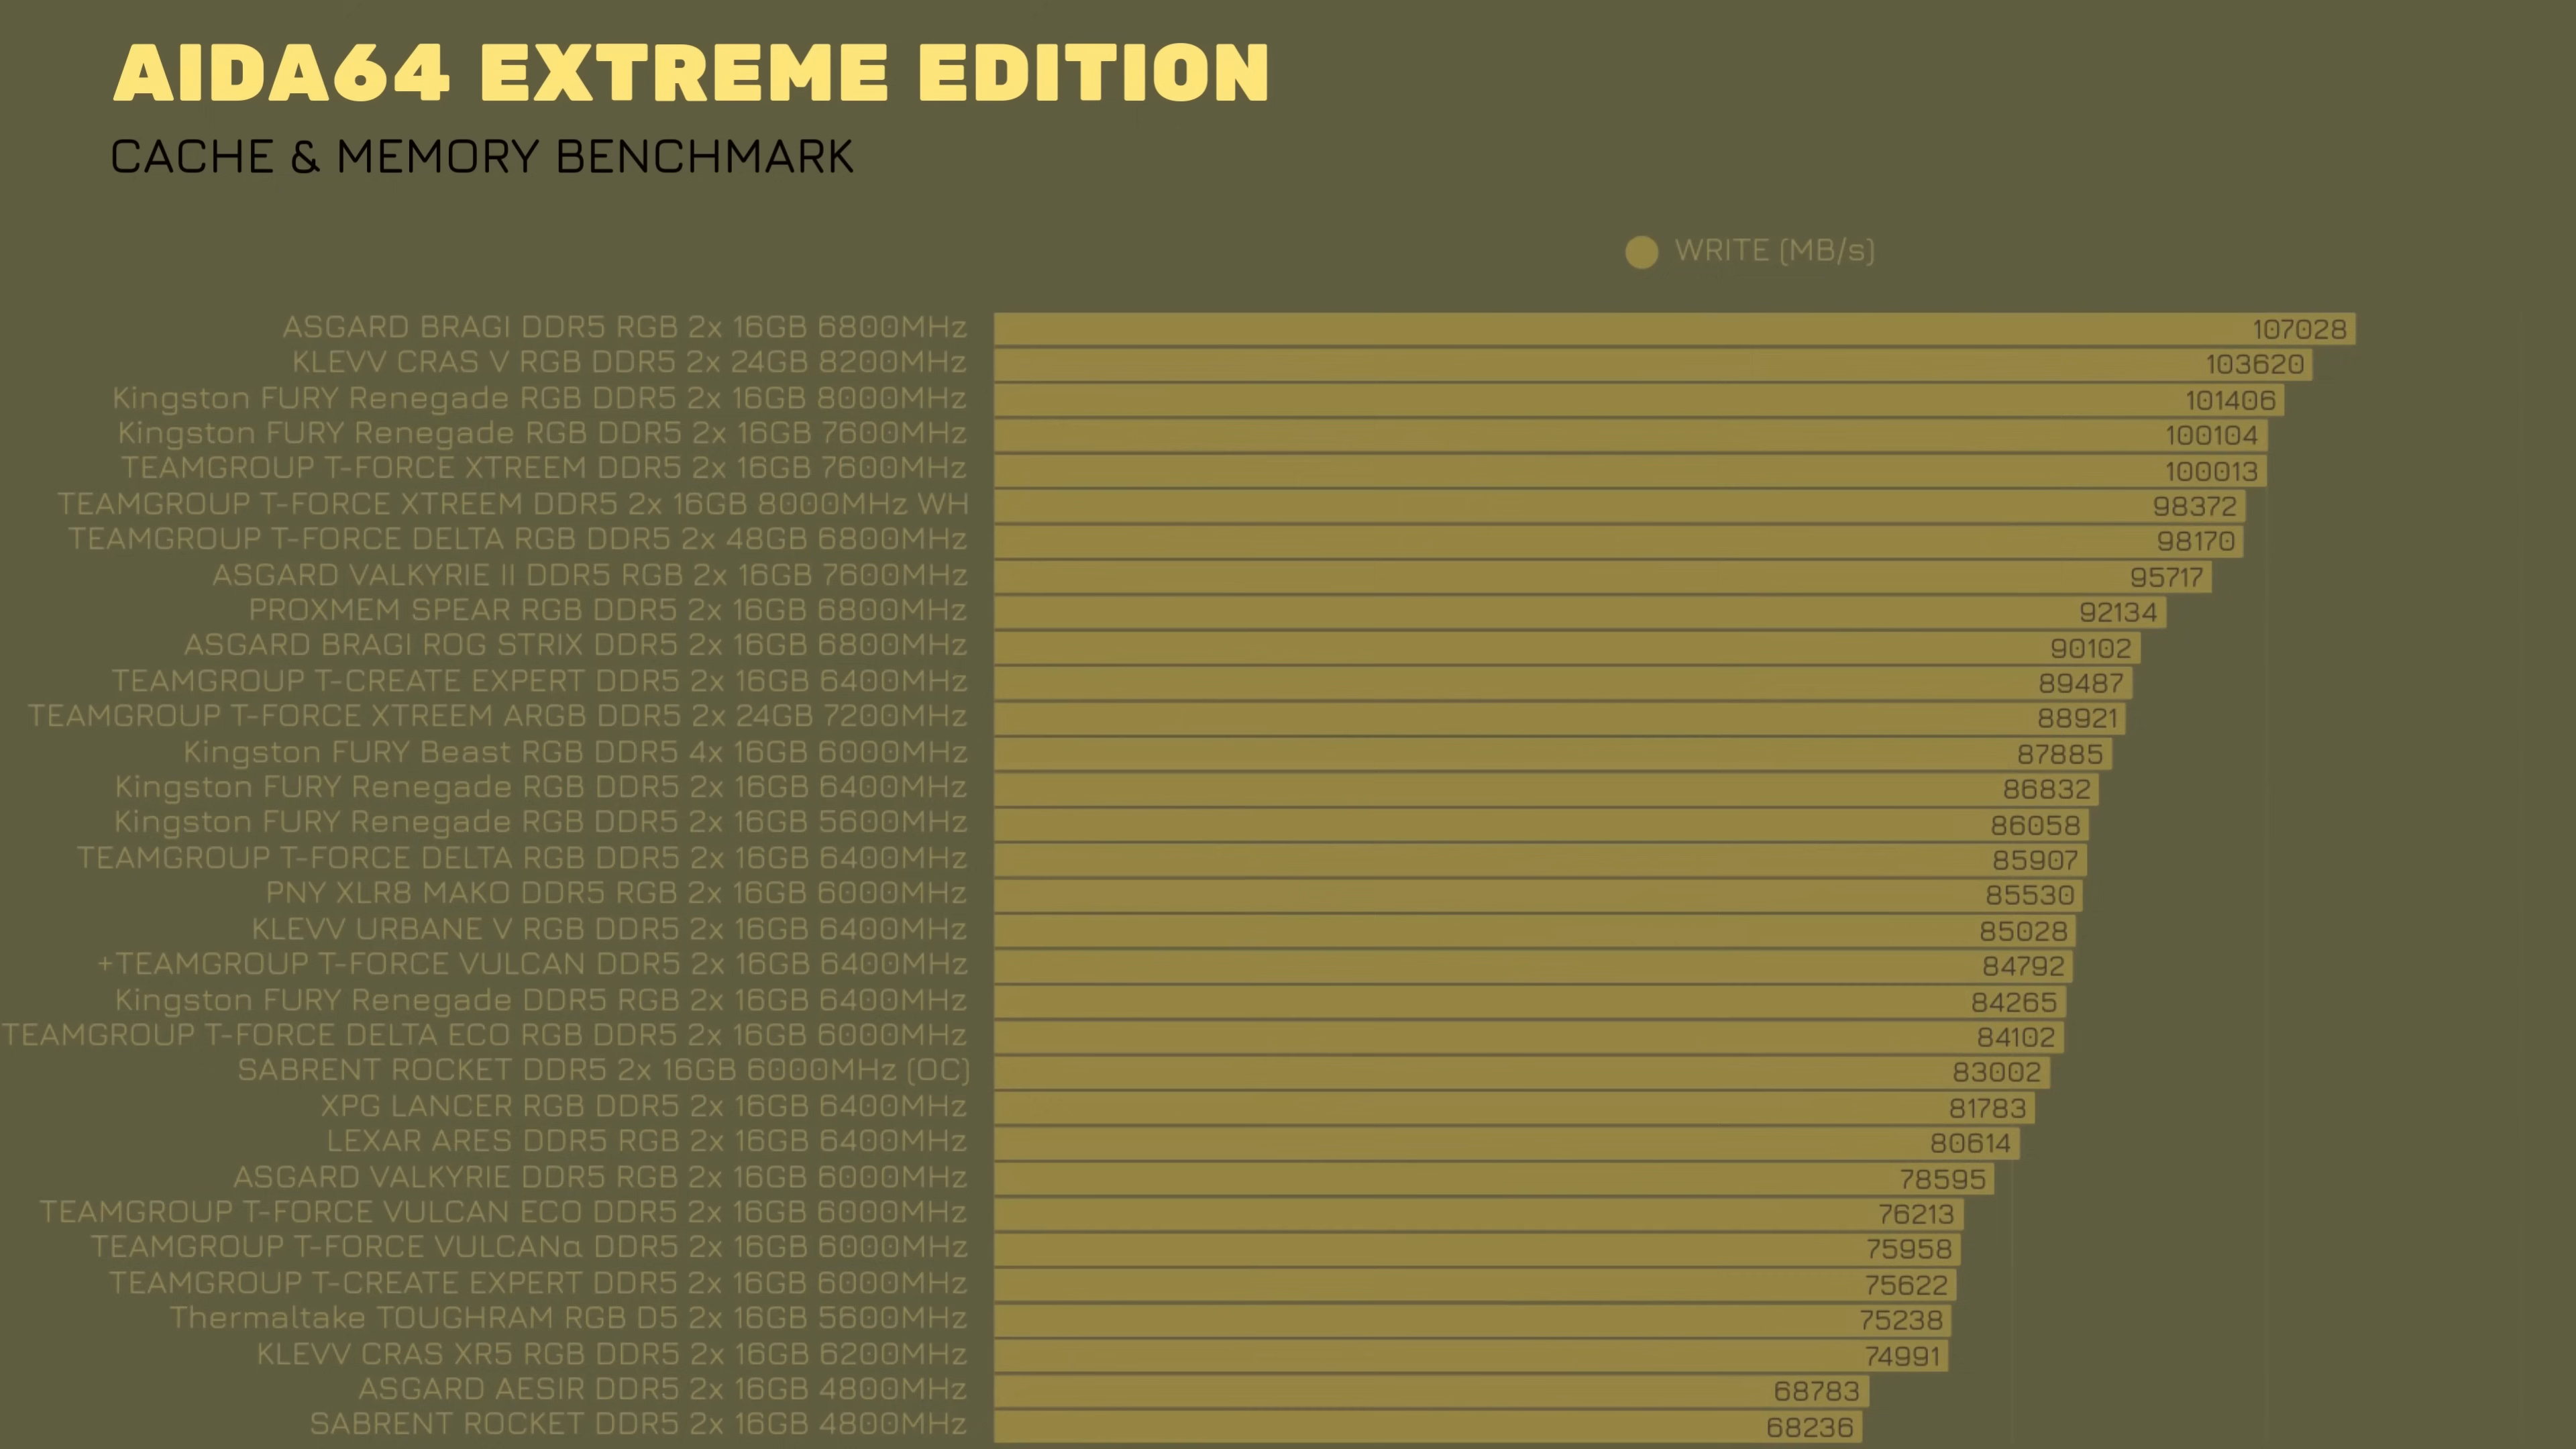 AIDA64 EXTREME EDITION
CACHE & MEMORY BENCHMARK
WRITE (MB/s)
ASGARD BRAGI DDR5 RGB 2x 16GB 6800MHz 107028
KLEVV CRAS V RGB DDR5 2x 24GB 8200MHz 103620
Kingston FURY Renegade RGB DDR5 2x 16GB 8000MHz 101406
Kingston FURY Renegade RGB DDR5 2x 16GB 7600MHz 100104
TEAMGROUP T-FORCE XTREEM DDR5 2x 16GB 7600MHz 100013
TEAMGROUP T-FORCE XTREEM DDR5 2x 16GB 8000MHz WH 98372
TEAMGROUP T-FORCE DELTA RGB DDR5 2x 48GB 6800MHz 98170
ASGARD VALKYRIE II DDR5 RGB 2x 16GB 7600MHz 95717
PROXMEM SPEAR RGB DDR5 2x 16GB 6800MHz 92134
ASGARD BRAGI ROG STRIX DDR5 2x 16GB 6800MHz 90102
TEAMGROUP T-CREATE EXPERT DDR5 2x 16GB 6400MHz 89487
TEAMGROUP T-FORCE XTREEM ARGB DDR5 2x 24GB 7200MHz 88921
Kingston FURY Beast RGB DDR5 4x 16GB 6000MHz 87885
Kingston FURY Renegade RGB DDR5 2x 16GB 6400MHz 86832
Kingston FURY Renegade RGB DDR5 2x 16GB 5600MHz 86058
TEAMGROUP T-FORCE DELTA RGB DDR5 2x 16GB 6400MHz 85907
PNY XLR8 MAKO DDR5 RGB 2x 16GB 6000MHz 85530
KLEVV URBANE V RGB DDR5 2x 16GB 6400MHz 85028
+TEAMGROUP T-FORCE VULCAN DDR5 2x 16GB 6400MHz 84792
Kingston FURY Renegade DDR5 RGB 2x 16GB 6400MHz 84265
TEAMGROUP T-FORCE DELTA ECO RGB DDR5 2x 16GB 6000MHz 84102
SABRENT ROCKET DDR5 2x 16GB 6000MHz (OC) 83002
XPG LANCER RGB DDR5 2x 16GB 6400MHz 81783
LEXAR ARES DDR5 RGB 2x 16GB 6400MHz 80614
ASGARD VALKYRIE DDR5 RGB 2x 16GB 6000MHz 78595
TEAMGROUP T-FORCE VULCAN ECO DDR5 2x 16GB 6000MHz 76213
TEAMGROUP T-FORCE VULCANα DDR5 2x 16GB 6000MHz 75958
TEAMGROUP T-CREATE EXPERT DDR5 2x 16GB 6000MHz 75622
Thermaltake TOUGHRAM RGB D5 2x 16GB 5600MHz 75238
KLEVV CRAS XR5 RGB DDR5 2x 16GB 6200MHz 74991
ASGARD AESIR DDR5 2x 16GB 4800MHz 68783
SABRENT ROCKET DDR5 2x 16GB 4800MHz 68236